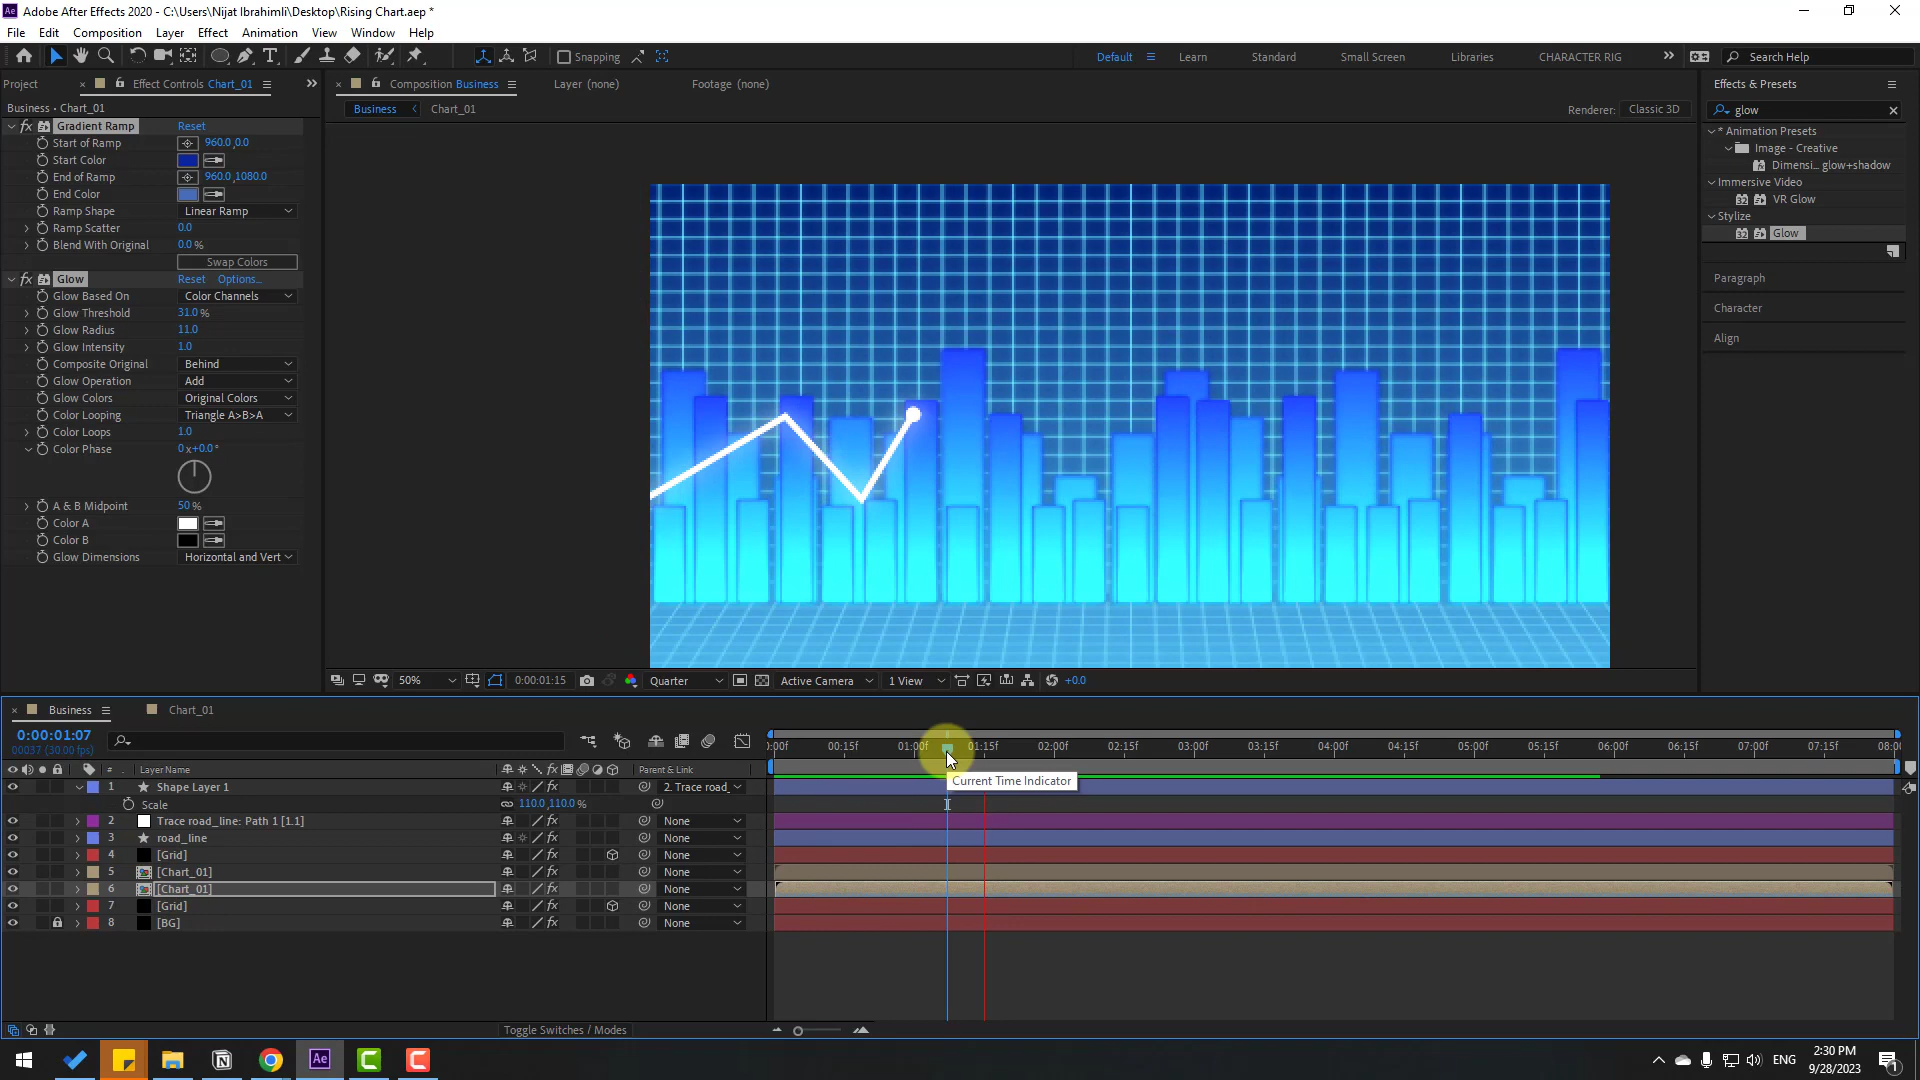 Adobe After Effects 2020 - C:\Users\Nijat Ibrahimli\Desktop\Rising Chart.aep *
File Edit Composition Layer Effect Animation View Window Help
Snapping Default Learn Standard Small Screen Libraries CHARACTER RIG Search Help
Project Effect Controls Chart_01
Business • Chart_01
Gradient Ramp Reset
Start of Ramp 960.0,0.0
Start Color
End of Ramp 960.0,1080.0
End Color
Ramp Shape Linear Ramp
Ramp Scatter 0.0
Blend With Original 0.0 %
Swap Colors
Glow Reset Options...
Glow Based On Color Channels
Glow Threshold 31.0 %
Glow Radius 11.0
Glow Intensity 1.0
Composite Original Behind
Glow Operation Add
Glow Colors Original Colors
Color Looping Triangle A>B>A
Color Loops 1.0
Color Phase 0 x+0.0°
A & B Midpoint 50 %
Color A
Color B
Glow Dimensions Horizontal and Vert
Composition Business Layer (none) Footage (none)
Business Chart_01 Renderer: Classic 3D
50% 0:00:01:15 Quarter Active Camera 1 View +0.0
Effects & Presets
glow
* Animation Presets
Image - Creative
Dimensi... glow+shadow
Immersive Video
32 VR Glow
Stylize
32 Glow
Paragraph
Character
Align
Business Chart_01
0:00:01:07
00037 (30.00 fps)
:00f 00:15f 01:00f 01:15f 02:00f 02:15f 03:00f 03:15f 04:00f 04:15f 05:00f 05:15f 06:00f 06:15f 07:00f 07:15f 08:00f
# Layer Name Parent & Link
Current Time Indicator
1 Shape Layer 1 2. Trace road_
Scale 110.0,110.0 %
2 Trace road_line: Path 1 [1.1] None
3 road_line None
4 [Grid] None
5 [Chart_01] None
6 [Chart_01] None
7 [Grid] None
8 [BG] None
Toggle Switches / Modes
Ae ENG 2:30 PM
9/28/2023 1